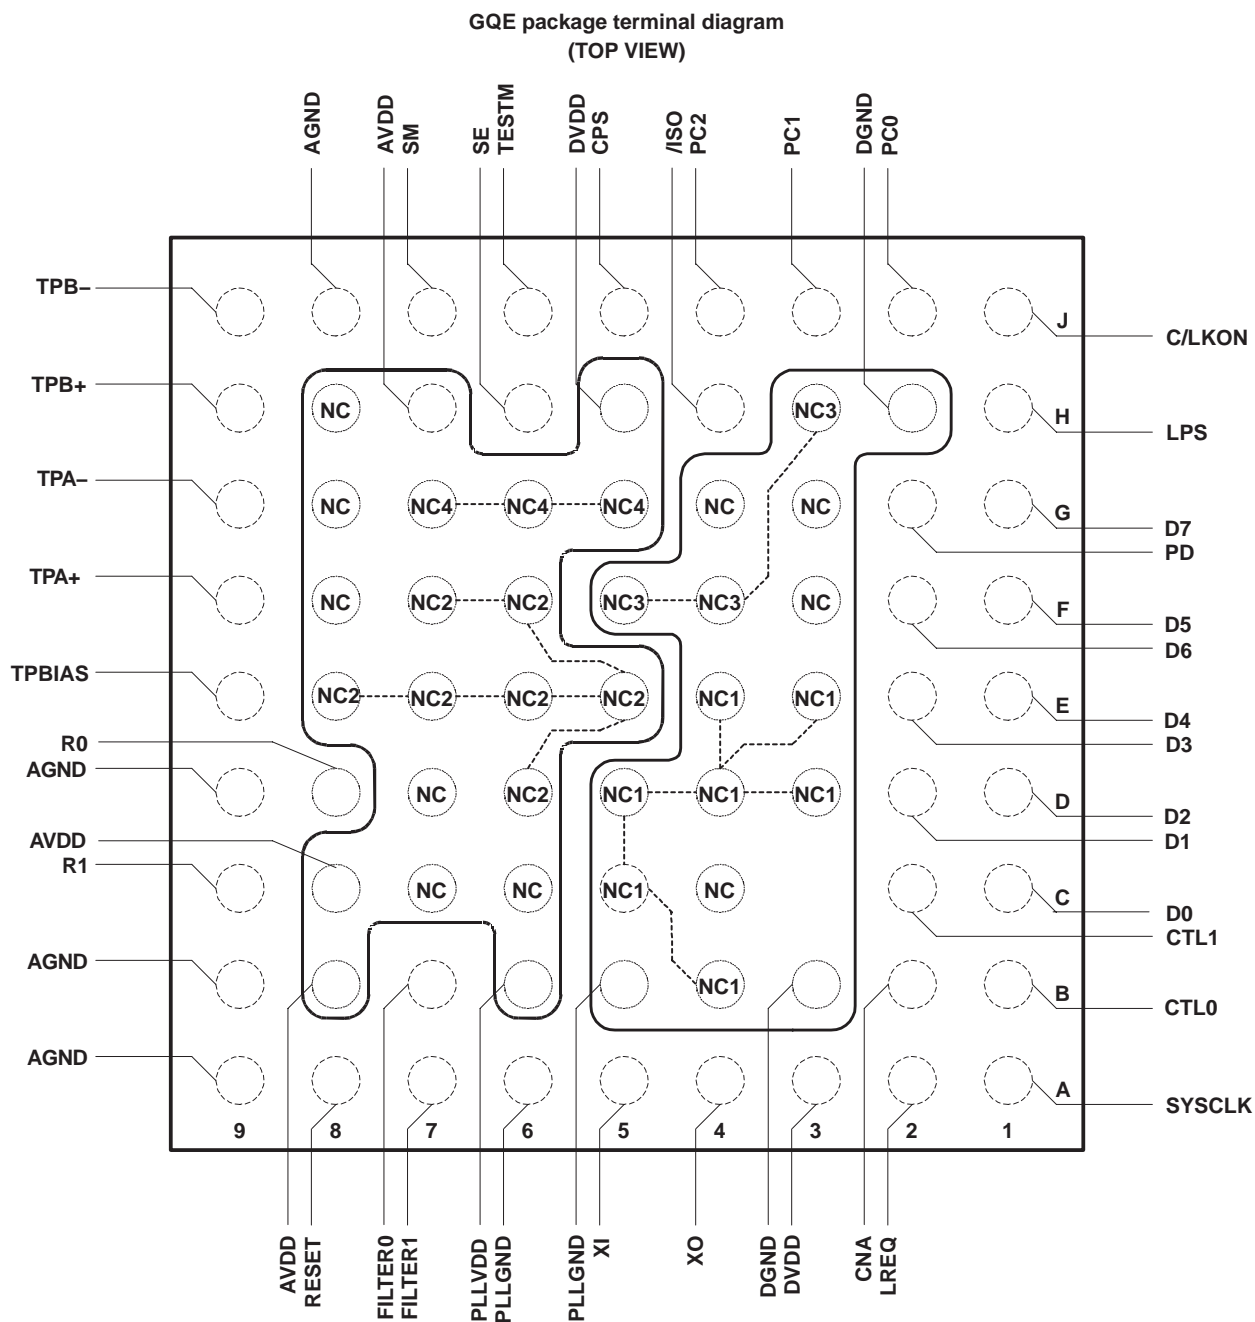 GQE package terminal diagram
(TOP VIEW)
AGND
AVDD
SM
SE
TESTM
DVDD
CPS
/ISO
PC2
PC1
DGND
PC0
TPB–
J
C/LKON
TPB+
NC
NC3
H
LPS
TPA–
NC
NC4
NC4
NC4
NC
NC
G
D7
PD
TPA+
NC
NC2
NC2
NC3
NC3
NC
F
D5
D6
TPBIAS
NC2
NC2
NC2
NC2
NC1
NC1
E
D4
D3
R0
AGND
NC
NC2
NC1
NC1
NC1
D
D2
D1
AVDD
R1
NC
NC
NC1
NC
C
D0
CTL1
AGND
NC1
B
CTL0
AGND
A
SYSCLK
9
8
7
6
5
4
3
2
1
AVDD
RESET
FILTER0
FILTER1
PLLVDD
PLLGND
PLLGND
XI
XO
DGND
DVDD
CNA
LREQ